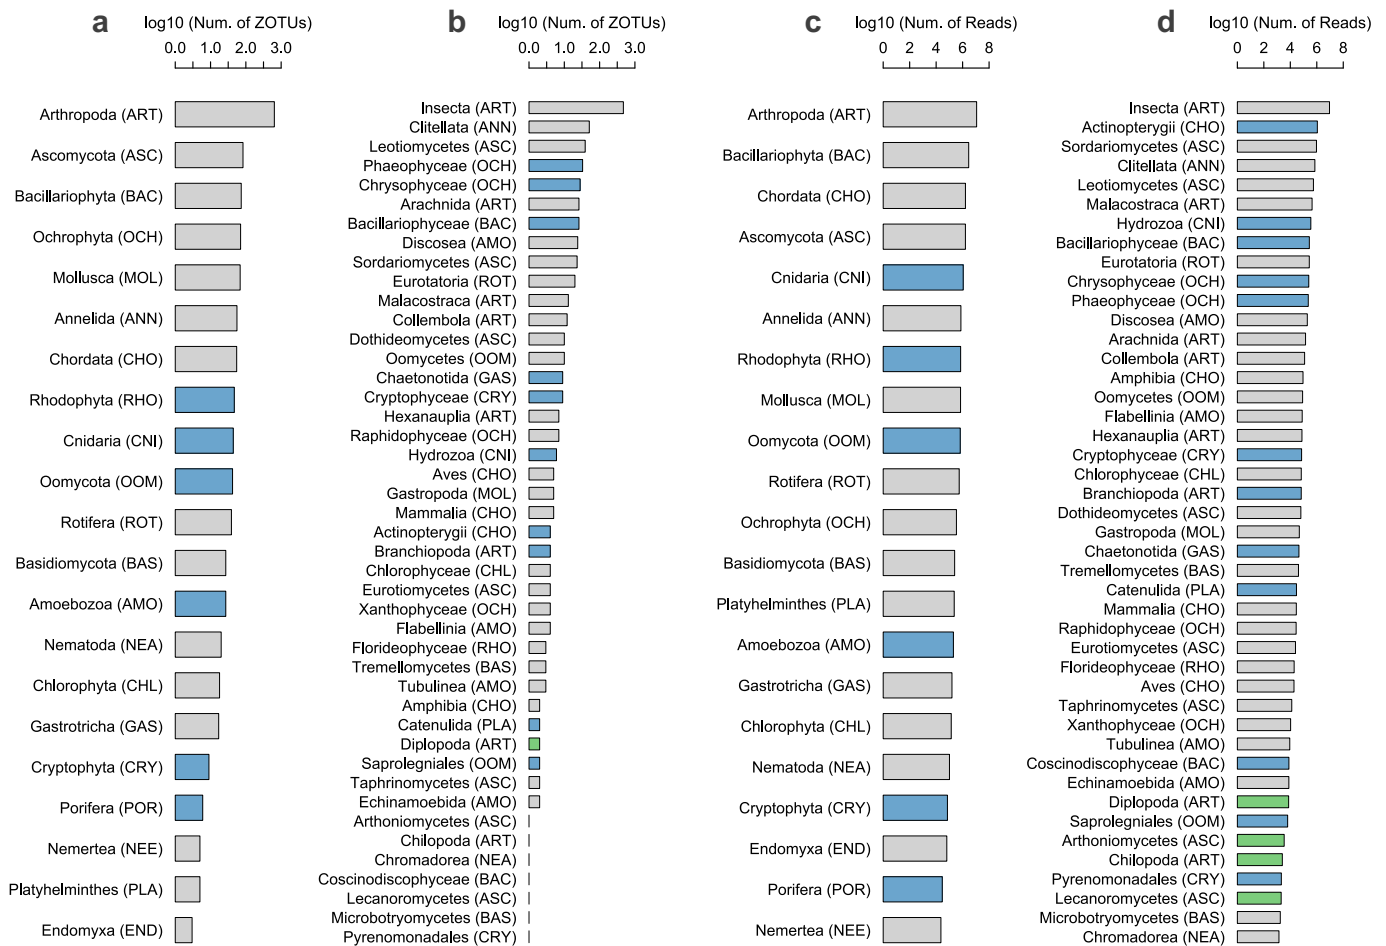 a
log10 (Num. of ZOTUs)
0.0 1.0 2.0 3.0
Arthropoda (ART)
Ascomycota (ASC)
Bacillariophyta (BAC)
Ochrophyta (OCH)
Mollusca (MOL)
Annelida (ANN)
Chordata (CHO)
Rhodophyta (RHO)
Cnidaria (CNI)
Oomycota (OOM)
Rotifera (ROT)
Basidiomycota (BAS)
Amoebozoa (AMO)
Nematoda (NEA)
Chlorophyta (CHL)
Gastrotricha (GAS)
Cryptophyta (CRY)
Porifera (POR)
Nemertea (NEE)
Platyhelminthes (PLA)
Endomyxa (END)
b
log10 (Num. of ZOTUs)
0.0 1.0 2.0 3.0
Insecta (ART)
Clitellata (ANN)
Leotiomycetes (ASC)
Phaeophyceae (OCH)
Chrysophyceae (OCH)
Arachnida (ART)
Bacillariophyceae (BAC)
Discosea (AMO)
Sordariomycetes (ASC)
Eurotatoria (ROT)
Malacostraca (ART)
Collembola (ART)
Dothideomycetes (ASC)
Oomycetes (OOM)
Chaetonotida (GAS)
Cryptophyceae (CRY)
Hexanauplia (ART)
Raphidophyceae (OCH)
Hydrozoa (CNI)
Aves (CHO)
Gastropoda (MOL)
Mammalia (CHO)
Actinopterygii (CHO)
Branchiopoda (ART)
Chlorophyceae (CHL)
Eurotiomycetes (ASC)
Xanthophyceae (OCH)
Flabellinia (AMO)
Florideophyceae (RHO)
Tremellomycetes (BAS)
Tubulinea (AMO)
Amphibia (CHO)
Catenulida (PLA)
Diplopoda (ART)
Saprolegniales (OOM)
Taphrinomycetes (ASC)
Echinamoebida (AMO)
Arthoniomycetes (ASC)
Chilopoda (ART)
Chromadorea (NEA)
Coscinodiscophyceae (BAC)
Lecanoromycetes (ASC)
Microbotryomycetes (BAS)
Pyrenomonadales (CRY)
c
log10 (Num. of Reads)
0 2 4 6 8
Arthropoda (ART)
Bacillariophyta (BAC)
Chordata (CHO)
Ascomycota (ASC)
Cnidaria (CNI)
Annelida (ANN)
Rhodophyta (RHO)
Mollusca (MOL)
Oomycota (OOM)
Rotifera (ROT)
Ochrophyta (OCH)
Basidiomycota (BAS)
Platyhelminthes (PLA)
Amoebozoa (AMO)
Gastrotricha (GAS)
Chlorophyta (CHL)
Nematoda (NEA)
Cryptophyta (CRY)
Endomyxa (END)
Porifera (POR)
Nemertea (NEE)
d
log10 (Num. of Reads)
0 2 4 6 8
Insecta (ART)
Actinopterygii (CHO)
Sordariomycetes (ASC)
Clitellata (ANN)
Leotiomycetes (ASC)
Malacostraca (ART)
Hydrozoa (CNI)
Bacillariophyceae (BAC)
Eurotatoria (ROT)
Chrysophyceae (OCH)
Phaeophyceae (OCH)
Discosea (AMO)
Arachnida (ART)
Collembola (ART)
Amphibia (CHO)
Oomycetes (OOM)
Flabellinia (AMO)
Hexanauplia (ART)
Cryptophyceae (CRY)
Chlorophyceae (CHL)
Branchiopoda (ART)
Dothideomycetes (ASC)
Gastropoda (MOL)
Chaetonotida (GAS)
Tremellomycetes (BAS)
Catenulida (PLA)
Mammalia (CHO)
Raphidophyceae (OCH)
Eurotiomycetes (ASC)
Florideophyceae (RHO)
Aves (CHO)
Taphrinomycetes (ASC)
Xanthophyceae (OCH)
Tubulinea (AMO)
Coscinodiscophyceae (BAC)
Echinamoebida (AMO)
Diplopoda (ART)
Saprolegniales (OOM)
Arthoniomycetes (ASC)
Chilopoda (ART)
Pyrenomonadales (CRY)
Lecanoromycetes (ASC)
Microbotryomycetes (BAS)
Chromadorea (NEA)